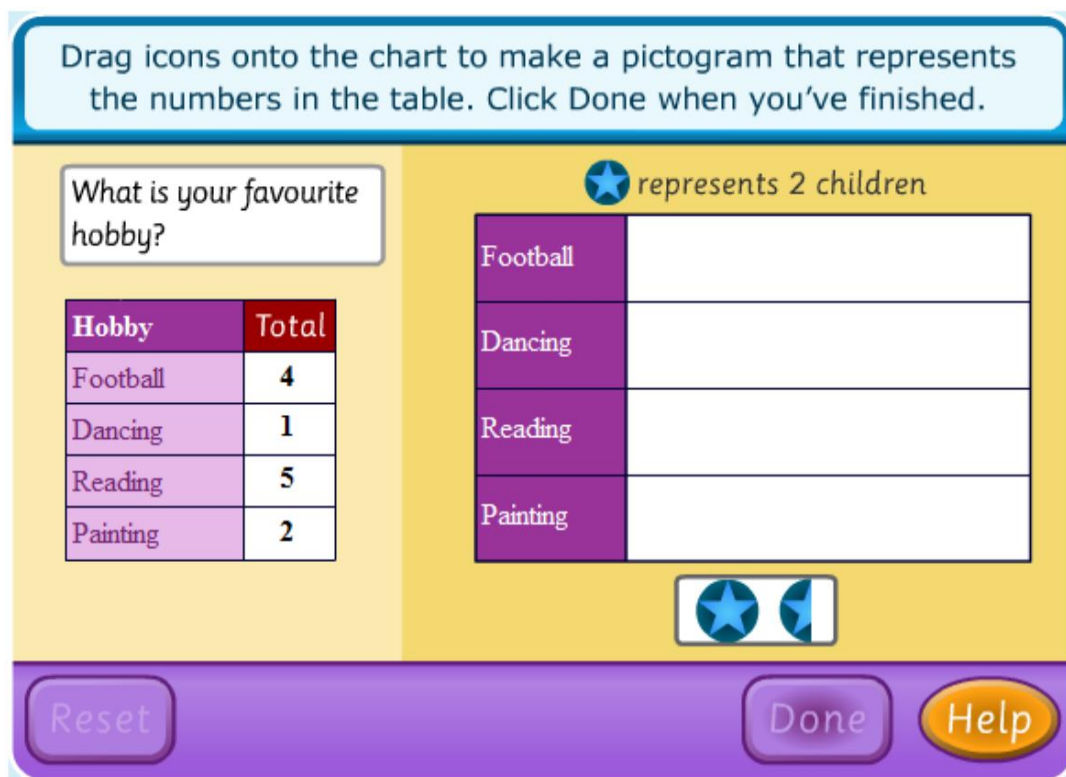 Drag icons onto the chart to make a pictogram that represents
the numbers in the table. Click Done when you've finished.
What is your favourite
hobby?
Hobby Total
Football 4
Dancing 1
Reading 5
Painting 2
represents 2 children
Football
Dancing
Reading
Painting
Reset
Done
Help